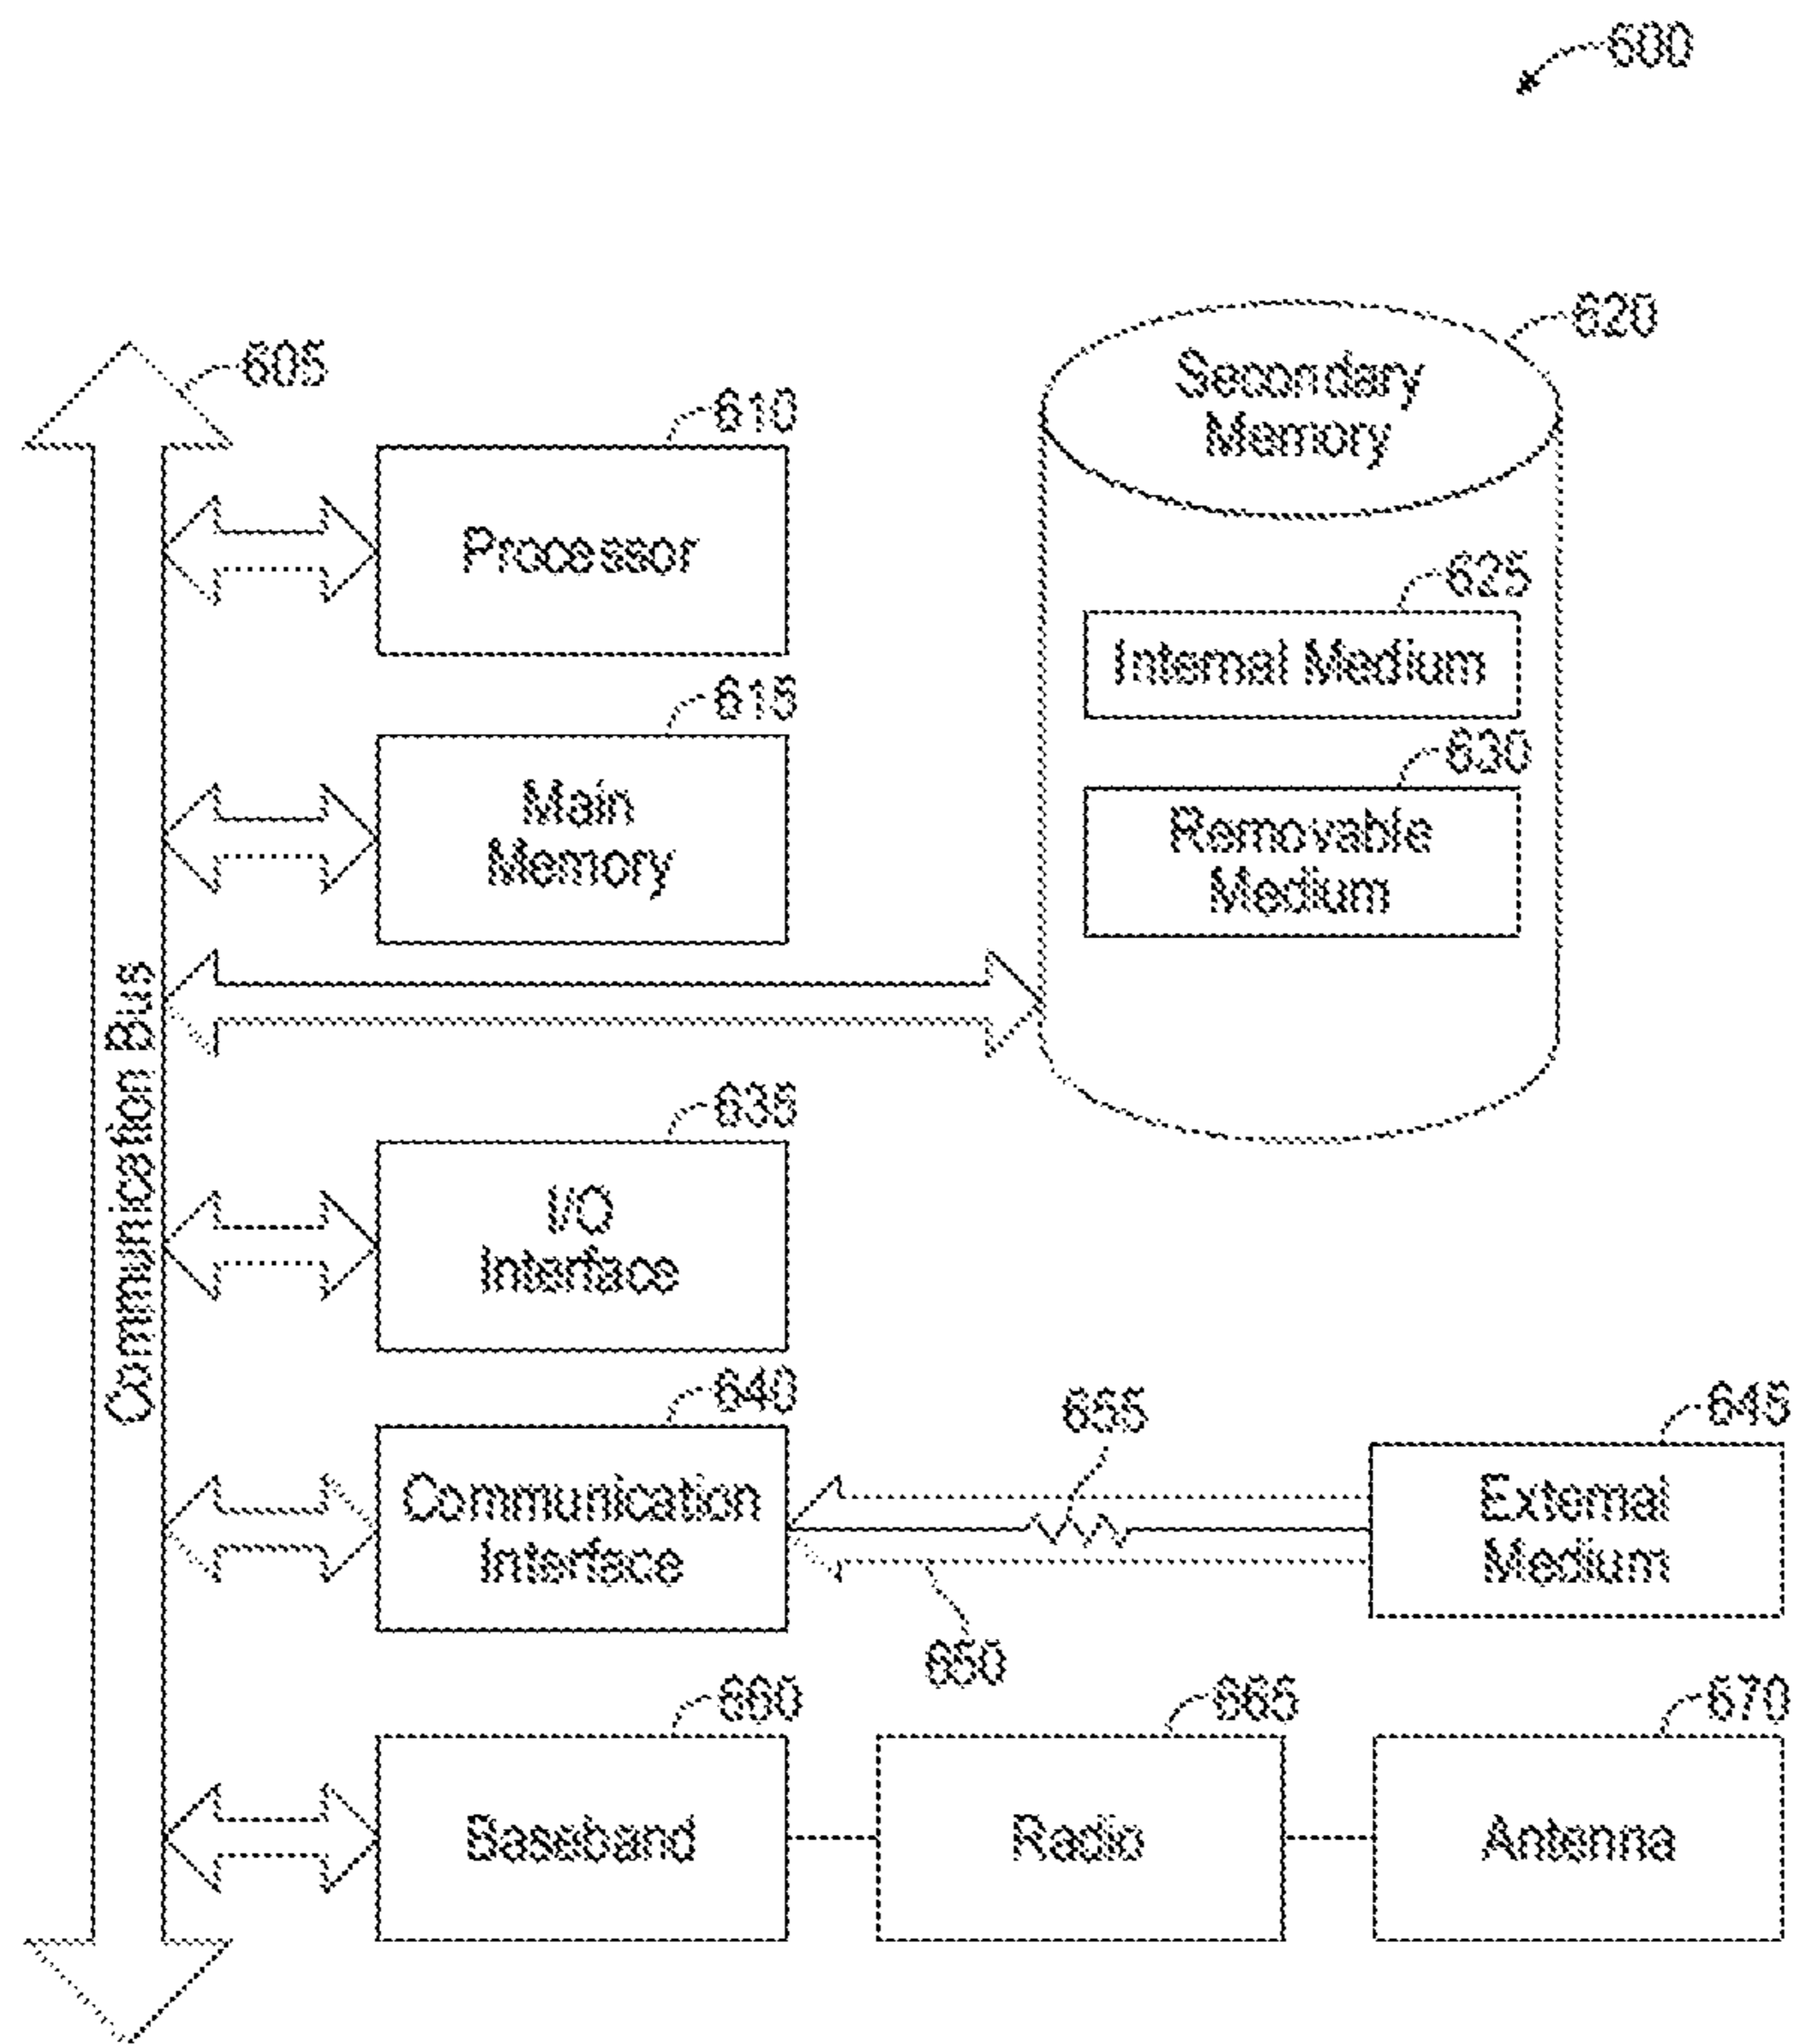 600
605
610
Processor
615
Main
Memory
620
Secondary
Memory
625
Internal Medium
630
Removable
Medium
Communication Bus
635
I/O
Interface
640
Communication
Interface
655
650
645
External
Medium
660
Baseband
665
Radio
670
Antenna